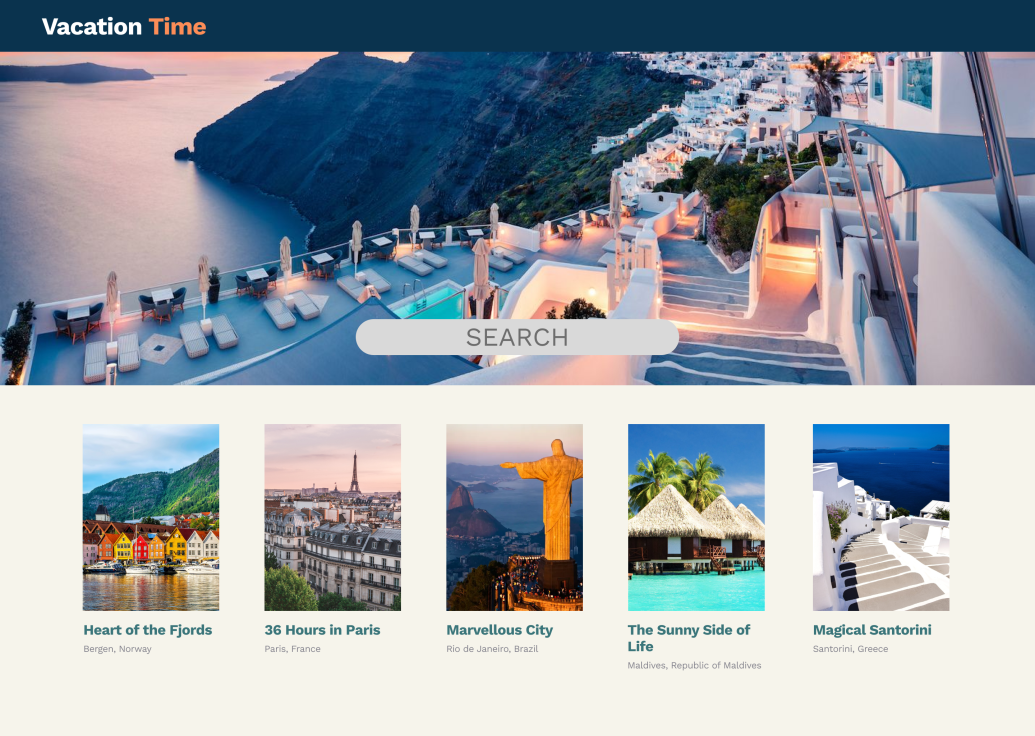 Vacation Time
SEARCH
Heart of the Fjords
Bergen, Norway
36 Hours in Paris
Paris, France
Marvellous City
Rio de Janeiro, Brazil
The Sunny Side of
Life
Maldives, Republic of Maldives
Magical Santorini
Santorini, Greece